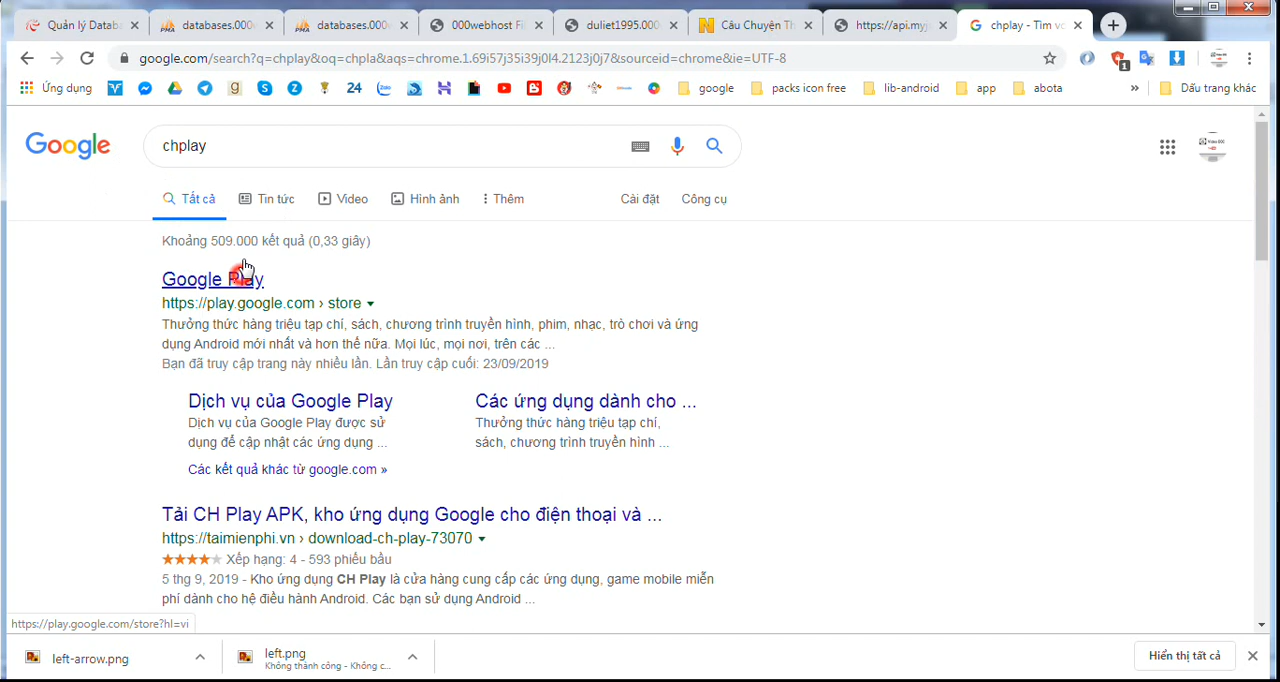 Quản lý Datab
databases.000v
databases.000v
000webhost Fi
duliet1995.000
Câu Chuyện Th
https://api.myj
chplay - Tìm vớ
google.com/search?q=chplay&oq=chpla&aqs=chrome.1.69i57j35i39j0l4.2123j0j7&sourceid=chrome&ie=UTF-8
1
Ứng dụng
24
google
packs icon free
lib-android
app
abota
»
Dấu trang khác
Google
chplay
Tất cả
Tin tức
Video
Hình ảnh
Thêm
Cài đặt
Công cụ
Khoảng 509.000 kết quả (0,33 giây)
Google Play
https://play.google.com › store
Thưởng thức hàng triệu tạp chí, sách, chương trình truyền hình, phim, nhạc, trò chơi và ứng
dụng Android mới nhất và hơn thế nữa. Mọi lúc, mọi nơi, trên các ...
Bạn đã truy cập trang này nhiều lần. Lần truy cập cuối: 23/09/2019
Dịch vụ của Google Play
Dịch vụ của Google Play được sử
dụng để cập nhật các ứng dụng ...
Các ứng dụng dành cho ...
Thưởng thức hàng triệu tạp chí,
sách, chương trình truyền hình ...
Các kết quả khác từ google.com »
Tải CH Play APK, kho ứng dụng Google cho điện thoại và ...
https://taimienphi.vn › download-ch-play-73070
Xếp hạng: 4 - 593 phiếu bầu
5 thg 9, 2019 - Kho ứng dụng CH Play là cửa hàng cung cấp các ứng dụng, game mobile miễn
phí dành cho hệ điều hành Android. Các bạn sử dụng Android ...
https://play.google.com/store?hl=vi
left-arrow.png
left.png
Không thành công - Không c...
Hiển thị tất cả